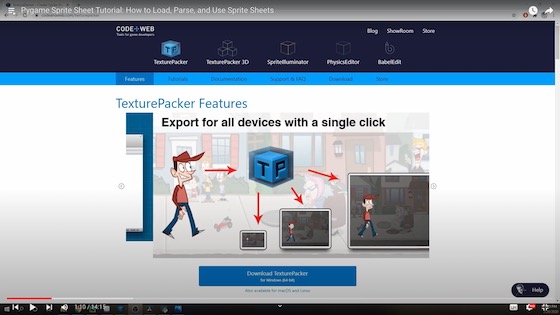 Pygame Sprite Sheet Tutorial: How to Load, Parse, and Use Sprite Sheets
CODE+WEB
Tools for game developers
Blog ShowRoom Store
TexturePacker TexturePacker 3D SpriteIlluminator PhysicsEditor BabelEdit
Features Tutorials Documentation Support & FAQ Download Store
TexturePacker Features
Export for all devices with a single click
TP
Download TexturePacker
for Windows (64 bit)
Also available for macOS and Linux
Help
1:10 / 14:15